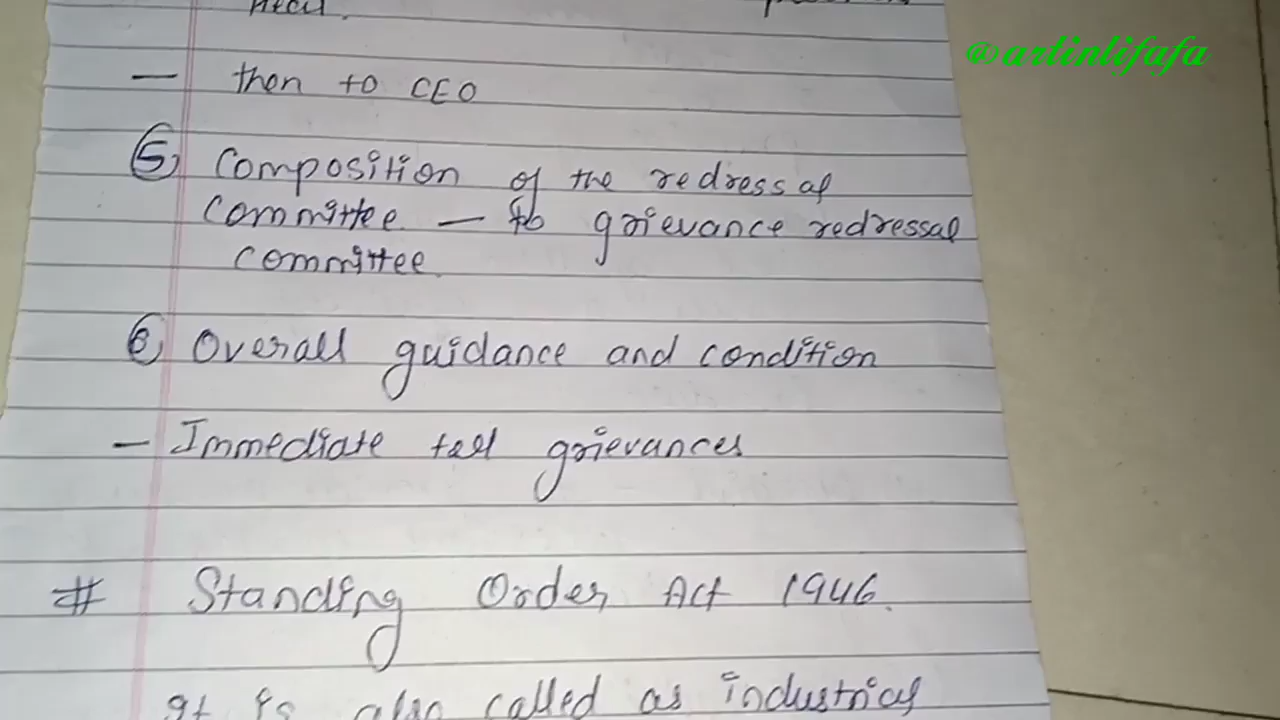 Head.
@artinlifafa
— then to CEO
⑤ Composition of the redressal
committee — to grievance redressal
committee.
⑥ Overall guidance and condition
— Immediate tell grievances
# Standing Order Act 1946.
It is also called as industrial